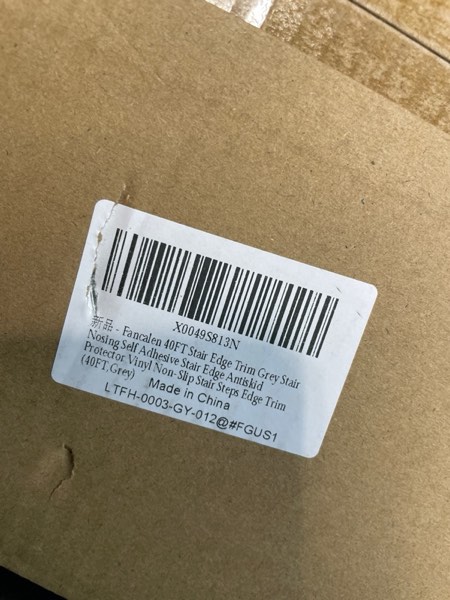 X0049S813N
新品 - Fancalen 40FT Stair Edge Trim Grey Stair
Nosing Self Adhesive Stair Edge Antiskid
Protector Vinyl Non-Slip Stair Steps Edge Trim
(40FT,Grey)
Made in China
LTFH-0003-GY-012@#FGUS1